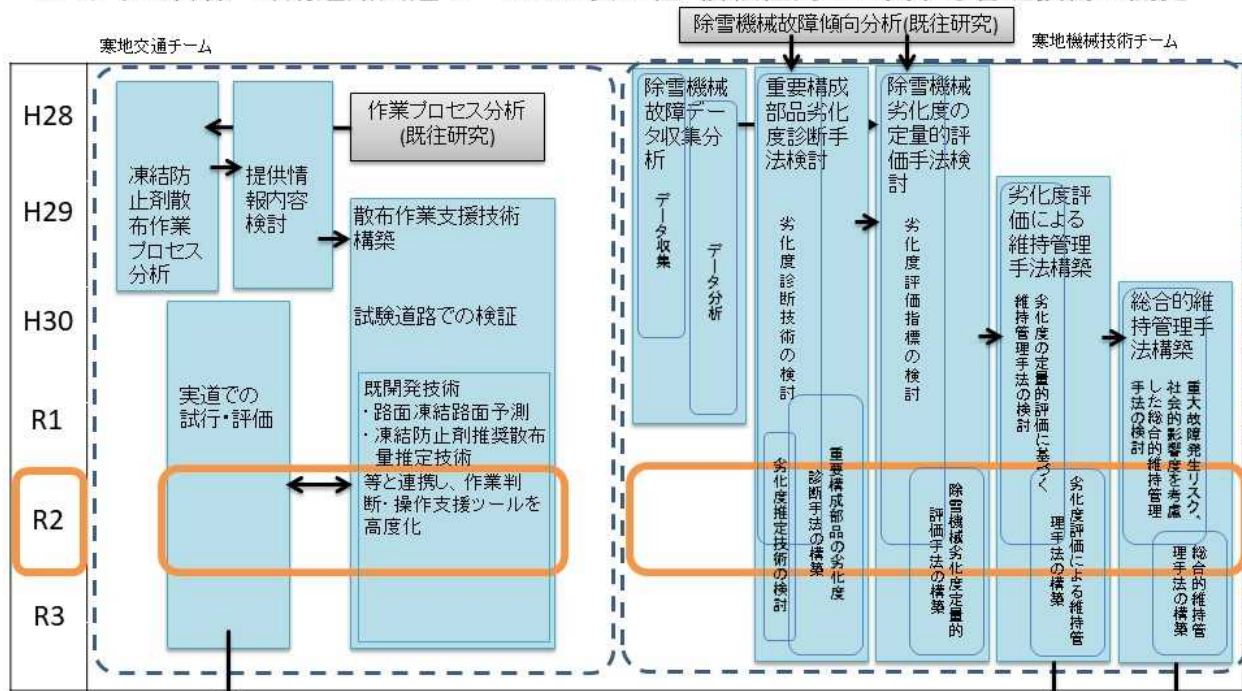 除雪機械故障傾向分析(既往研究)
寒地交通チーム
寒地機械技術チーム
H28
H29
H30
R1
R2
R3
作業プロセス分析
(既往研究)
凍結防
止剤散
布作業
プロセス
分析
提供情
報内容
検討
散布作業支援技術
構築
試験道路での検証
実道での
試行・評価
既開発技術
・路面凍結路面予測
・凍結防止剤推奨散布
量推定技術
等と連携し、作業判
断・操作支援ツールを
高度化
除雪機械
故障デー
タ収集分
析
データ収集
データ分析
重要構成
部品劣化
度診断手
法検討
劣化度診断技術の検討
劣化度推定技術の検討
重要構成部品の劣化度
診断手法の構築
除雪機械
劣化度の
定量的評
価手法検
討
劣化度評価指標の検討
除雪機械劣化度定量的
評価手法の構築
劣化度評
価による
維持管理
手法構築
劣化度の定量的評価に基づく
維持管理手法の検討
劣化度評価による維持管
理手法の構築
総合的維
持管理手
法構築
重大故障発生リスク、
社会的影響度を考慮
した総合的維持管理
手法の検討
総合的維持管
理手法の構築